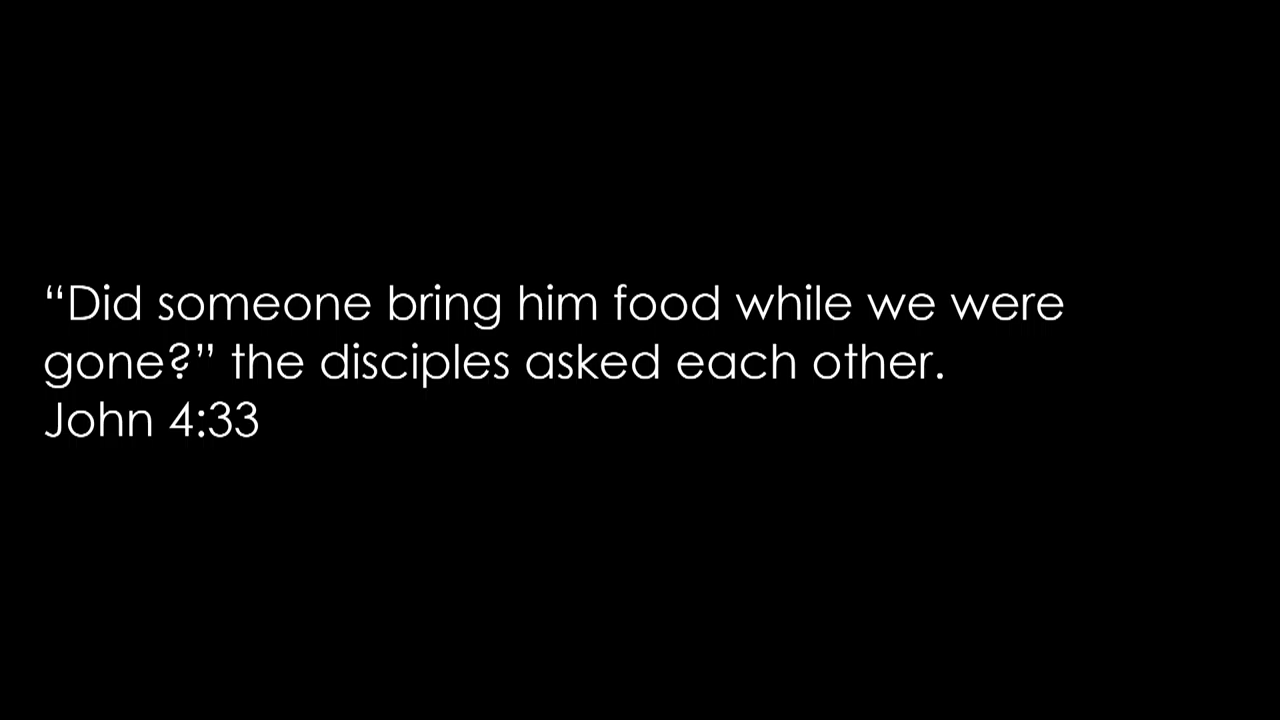 “Did someone bring him food while we were
gone?” the disciples asked each other.
John 4:33